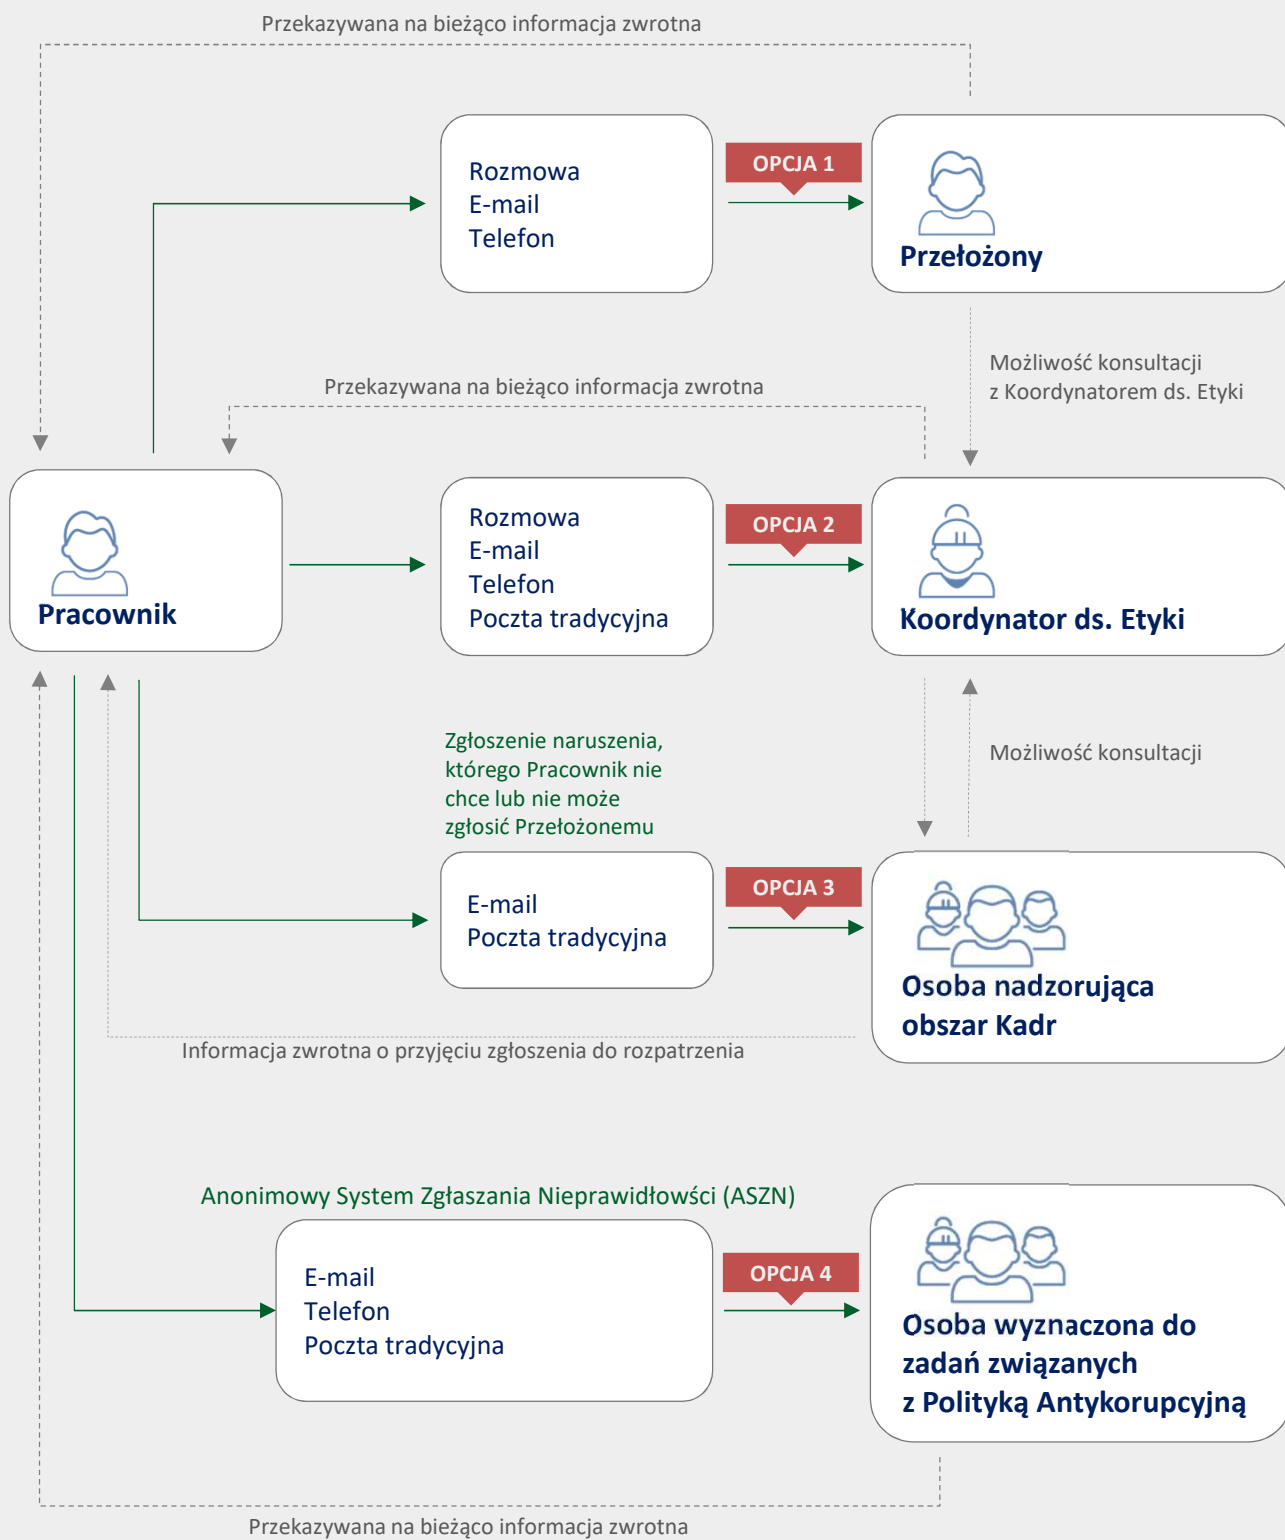 Przekazywana na bieżąco informacja zwrotna
Rozmowa
E-mail
Telefon
OPCJA 1
Przełożony
Możliwość konsultacji
z Koordynatorem ds. Etyki
Przekazywana na bieżąco informacja zwrotna
Pracownik
Rozmowa
E-mail
Telefon
Poczta tradycyjna
OPCJA 2
Koordynator ds. Etyki
Możliwość konsultacji
Zgłoszenie naruszenia,
którego Pracownik nie
chce lub nie może
zgłosić Przełożonemu
E-mail
Poczta tradycyjna
OPCJA 3
Osoba nadzorująca
obszar Kadr
Informacja zwrotna o przyjęciu zgłoszenia do rozpatrzenia
Anonimowy System Zgłaszania Nieprawidłowści (ASZN)
E-mail
Telefon
Poczta tradycyjna
OPCJA 4
Osoba wyznaczona do
zadań związanych
z Polityką Antykorupcyjną
Przekazywana na bieżąco informacja zwrotna